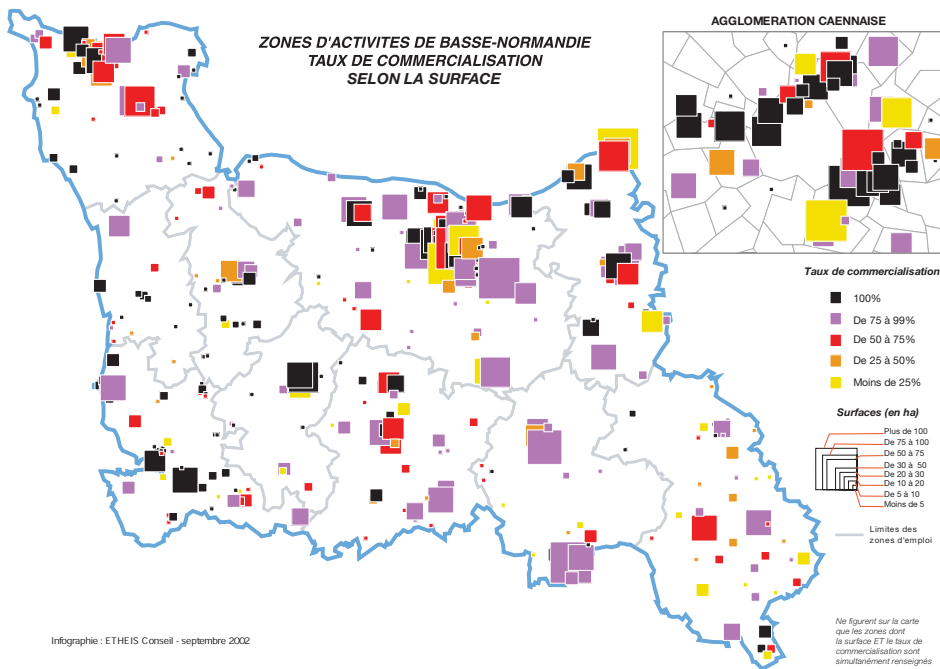 ZONES D'ACTIVITES DE BASSE-NORMANDIE
TAUX DE COMMERCIALISATION
SELON LA SURFACE
AGGLOMERATION CAENNAISE
Taux de commercialisation
100%
De 75 à 99%
De 50 à 75%
De 25 à 50%
Moins de 25%
Surfaces (en ha)
Plus de 100
De 75 à 100
De 50 à 75
De 30 à 50
De 20 à 30
De 10 à 20
De 5 à 10
Moins de 5
Limites des
zones d'emploi
Infographie : ETHEIS Conseil - septembre 2002
Ne figurent sur la carte
que les zones dont
la surface ET le taux de
commercialisation sont
simultanément renseignés